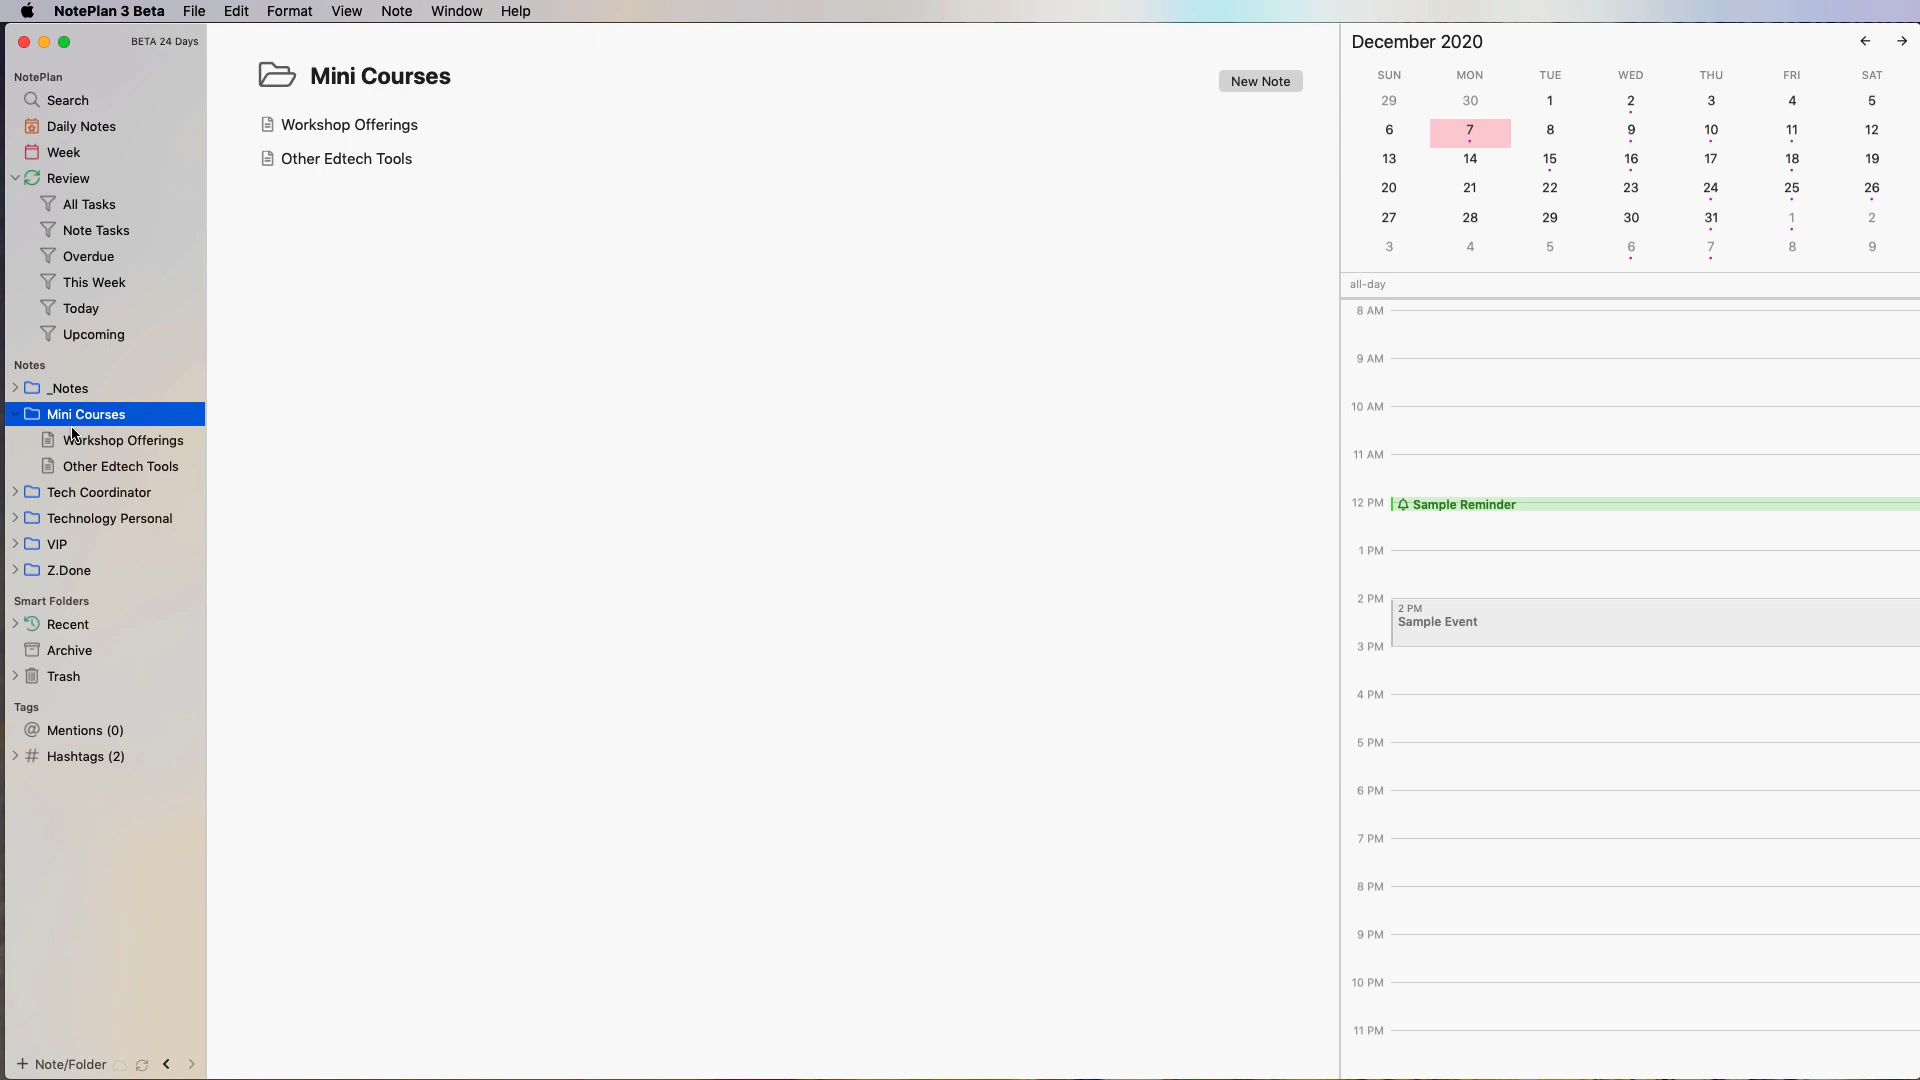 NotePlan 3 Beta File Edit Format View Note Window Help
BETA 24 Days
NotePlan
Search
Daily Notes
Week
Review
All Tasks
Note Tasks
Overdue
This Week
Today
Upcoming
Notes
_Notes
Mini Courses
Workshop Offerings
Other Edtech Tools
Tech Coordinator
Technology Personal
VIP
Z.Done
Smart Folders
Recent
Archive
Trash
Tags
@ Mentions (0)
# Hashtags (2)
+ Note/Folder
Mini Courses
New Note
Workshop Offerings
Other Edtech Tools
December 2020
SUN MON TUE WED THU FRI SAT
29 30 1 2 3 4 5
6 7 8 9 10 11 12
13 14 15 16 17 18 19
20 21 22 23 24 25 26
27 28 29 30 31 1 2
3 4 5 6 7 8 9
all-day
8 AM
9 AM
10 AM
11 AM
12 PM Sample Reminder
1 PM
2 PM
2 PM
Sample Event
3 PM
4 PM
5 PM
6 PM
7 PM
8 PM
9 PM
10 PM
11 PM